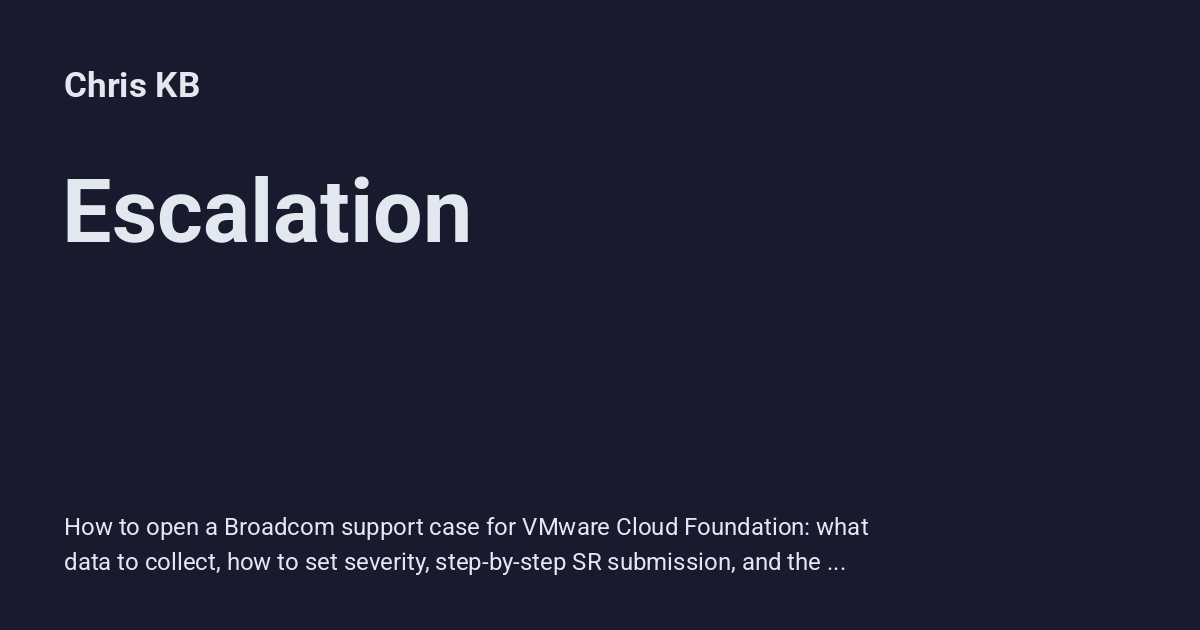 Chris KB
Escalation
How to open a Broadcom support case for VMware Cloud Foundation: what
data to collect, how to set severity, step-by-step SR submission, and the ...